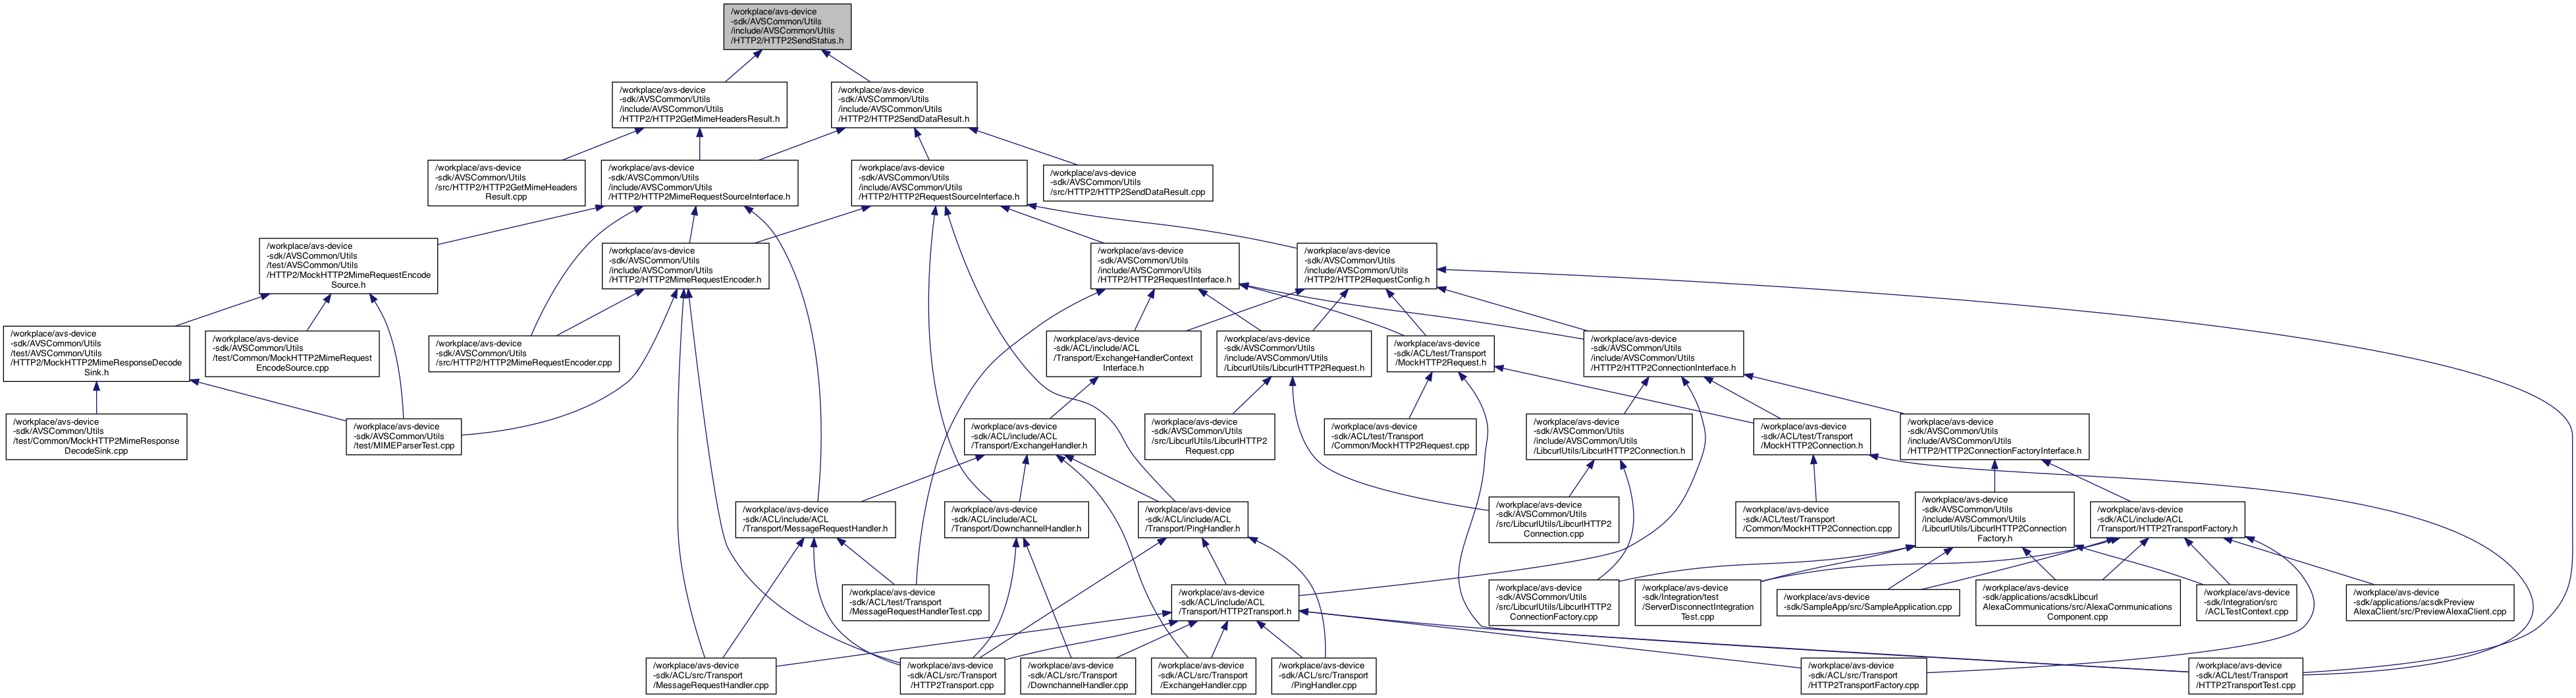 /workplace/avs-device
-sdk/AVSCommon/Utils
/include/AVSCommon/Utils
/HTTP2/HTTP2SendStatus.h
/workplace/avs-device
-sdk/AVSCommon/Utils
/include/AVSCommon/Utils
/HTTP2/HTTP2GetMimeHeadersResult.h
/workplace/avs-device
-sdk/AVSCommon/Utils
/include/AVSCommon/Utils
/HTTP2/HTTP2SendDataResult.h
/workplace/avs-device
-sdk/AVSCommon/Utils
/src/HTTP2/HTTP2GetMimeHeaders
Result.cpp
/workplace/avs-device
-sdk/AVSCommon/Utils
/include/AVSCommon/Utils
/HTTP2/HTTP2MimeRequestSourceInterface.h
/workplace/avs-device
-sdk/AVSCommon/Utils
/include/AVSCommon/Utils
/HTTP2/HTTP2RequestSourceInterface.h
/workplace/avs-device
-sdk/AVSCommon/Utils
/src/HTTP2/HTTP2SendDataResult.cpp
/workplace/avs-device
-sdk/AVSCommon/Utils
/test/AVSCommon/Utils
/HTTP2/MockHTTP2MimeRequestEncode
Source.h
/workplace/avs-device
-sdk/AVSCommon/Utils
/include/AVSCommon/Utils
/HTTP2/HTTP2MimeRequestEncoder.h
/workplace/avs-device
-sdk/AVSCommon/Utils
/include/AVSCommon/Utils
/HTTP2/HTTP2RequestInterface.h
/workplace/avs-device
-sdk/AVSCommon/Utils
/include/AVSCommon/Utils
/HTTP2/HTTP2RequestConfig.h
/workplace/avs-device
-sdk/AVSCommon/Utils
/test/AVSCommon/Utils
/HTTP2/MockHTTP2MimeResponseDecode
Sink.h
/workplace/avs-device
-sdk/AVSCommon/Utils
/test/Common/MockHTTP2MimeRequest
EncodeSource.cpp
/workplace/avs-device
-sdk/AVSCommon/Utils
/src/HTTP2/HTTP2MimeRequestEncoder.cpp
/workplace/avs-device
-sdk/ACL/include/ACL
/Transport/ExchangeHandlerContext
Interface.h
/workplace/avs-device
-sdk/AVSCommon/Utils
/include/AVSCommon/Utils
/LibcurlUtils/LibcurlHTTP2Request.h
/workplace/avs-device
-sdk/ACL/test/Transport
/MockHTTP2Request.h
/workplace/avs-device
-sdk/AVSCommon/Utils
/include/AVSCommon/Utils
/HTTP2/HTTP2ConnectionInterface.h
/workplace/avs-device
-sdk/AVSCommon/Utils
/test/Common/MockHTTP2MimeResponse
DecodeSink.cpp
/workplace/avs-device
-sdk/AVSCommon/Utils
/test/MIMEParserTest.cpp
/workplace/avs-device
-sdk/ACL/include/ACL
/Transport/ExchangeHandler.h
/workplace/avs-device
-sdk/AVSCommon/Utils
/src/LibcurlUtils/LibcurlHTTP2
Request.cpp
/workplace/avs-device
-sdk/ACL/test/Transport
/Common/MockHTTP2Request.cpp
/workplace/avs-device
-sdk/AVSCommon/Utils
/include/AVSCommon/Utils
/LibcurlUtils/LibcurlHTTP2Connection.h
/workplace/avs-device
-sdk/ACL/test/Transport
/MockHTTP2Connection.h
/workplace/avs-device
-sdk/AVSCommon/Utils
/include/AVSCommon/Utils
/HTTP2/HTTP2ConnectionFactoryInterface.h
/workplace/avs-device
-sdk/ACL/include/ACL
/Transport/MessageRequestHandler.h
/workplace/avs-device
-sdk/ACL/include/ACL
/Transport/DownchannelHandler.h
/workplace/avs-device
-sdk/ACL/include/ACL
/Transport/PingHandler.h
/workplace/avs-device
-sdk/AVSCommon/Utils
/src/LibcurlUtils/LibcurlHTTP2
Connection.cpp
/workplace/avs-device
-sdk/ACL/test/Transport
/Common/MockHTTP2Connection.cpp
/workplace/avs-device
-sdk/AVSCommon/Utils
/include/AVSCommon/Utils
/LibcurlUtils/LibcurlHTTP2Connection
Factory.h
/workplace/avs-device
-sdk/ACL/include/ACL
/Transport/HTTP2TransportFactory.h
/workplace/avs-device
-sdk/ACL/test/Transport
/MessageRequestHandlerTest.cpp
/workplace/avs-device
-sdk/ACL/include/ACL
/Transport/HTTP2Transport.h
/workplace/avs-device
-sdk/AVSCommon/Utils
/src/LibcurlUtils/LibcurlHTTP2
ConnectionFactory.cpp
/workplace/avs-device
-sdk/Integration/test
/ServerDisconnectIntegration
Test.cpp
/workplace/avs-device
-sdk/SampleApp/src/SampleApplication.cpp
/workplace/avs-device
-sdk/applications/acsdkLibcurl
AlexaCommunications/src/AlexaCommunications
Component.cpp
/workplace/avs-device
-sdk/Integration/src
/ACLTestContext.cpp
/workplace/avs-device
-sdk/applications/acsdkPreview
AlexaClient/src/PreviewAlexaClient.cpp
/workplace/avs-device
-sdk/ACL/src/Transport
/MessageRequestHandler.cpp
/workplace/avs-device
-sdk/ACL/src/Transport
/HTTP2Transport.cpp
/workplace/avs-device
-sdk/ACL/src/Transport
/DownchannelHandler.cpp
/workplace/avs-device
-sdk/ACL/src/Transport
/ExchangeHandler.cpp
/workplace/avs-device
-sdk/ACL/src/Transport
/PingHandler.cpp
/workplace/avs-device
-sdk/ACL/src/Transport
/HTTP2TransportFactory.cpp
/workplace/avs-device
-sdk/ACL/test/Transport
/HTTP2TransportTest.cpp